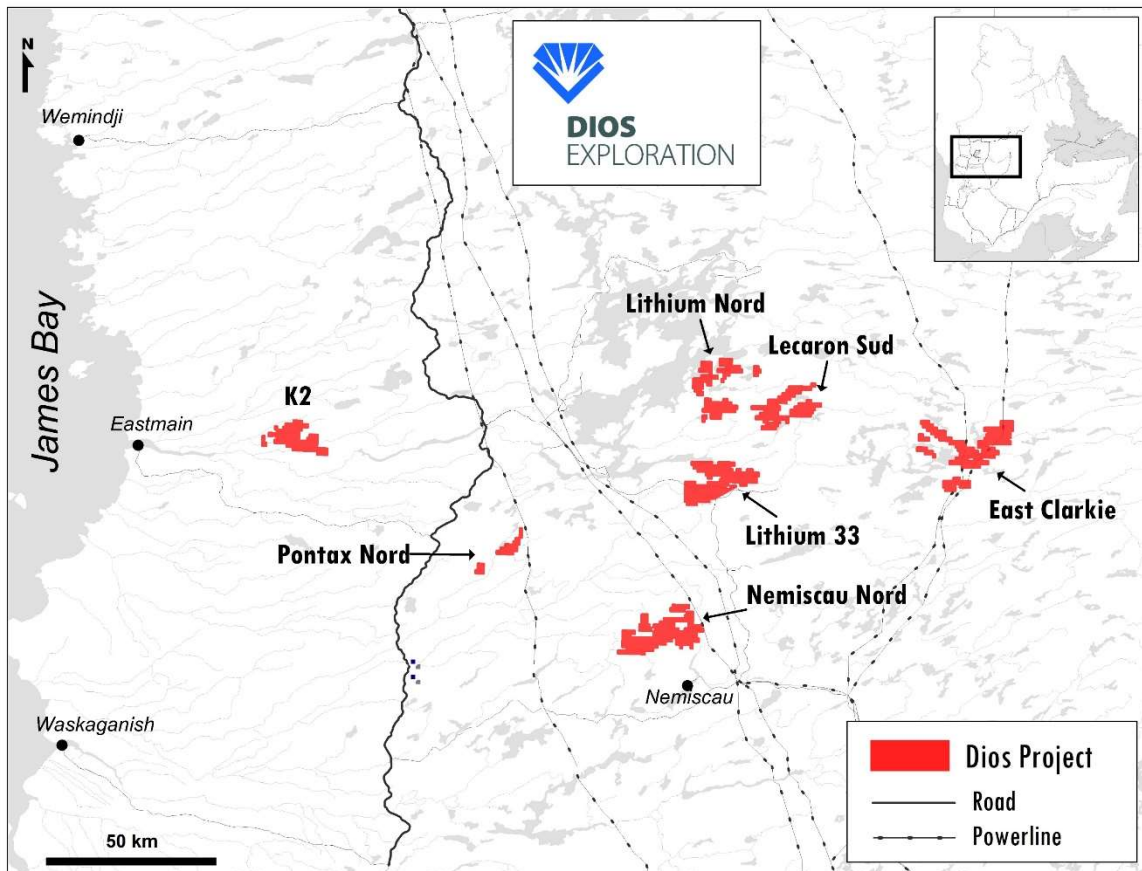 N
Wemindji
DIOS
EXPLORATION
James Bay
Lithium Nord
Lecaron Sud
K2
Eastmain
East Clarkie
Lithium 33
Pontax Nord
Nemiscau Nord
Nemiscau
Waskaganish
50 km
Dios Project
Road
Powerline